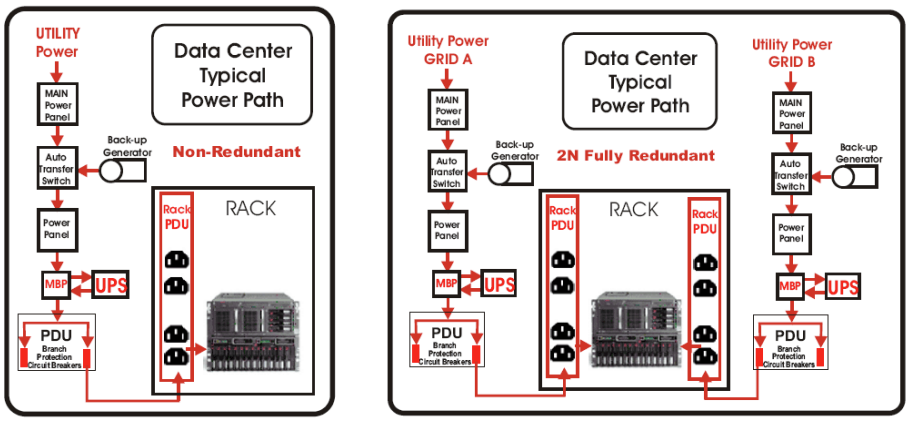 UTILITY
Power
Data Center
Typical
Power Path
MAIN
Power
Panel
Non-Redundant
Auto
Transfer
Switch
Back-up
Generator
Power
Panel
MBP
UPS
PDU
Branch
Protection
Circuit Breakers
RACK
Rack
PDU
Utility Power
GRID A
Data Center
Typical
Power Path
Utility Power
GRID B
MAIN
Power
Panel
2N Fully Redundant
MAIN
Power
Panel
Auto
Transfer
Switch
Back-up
Generator
Auto
Transfer
Switch
Back-up
Generator
Power
Panel
Rack
PDU
RACK
Rack
PDU
Power
Panel
MBP
UPS
MBP
UPS
PDU
Branch
Protection
Circuit Breakers
PDU
Branch
Protection
Circuit Breakers